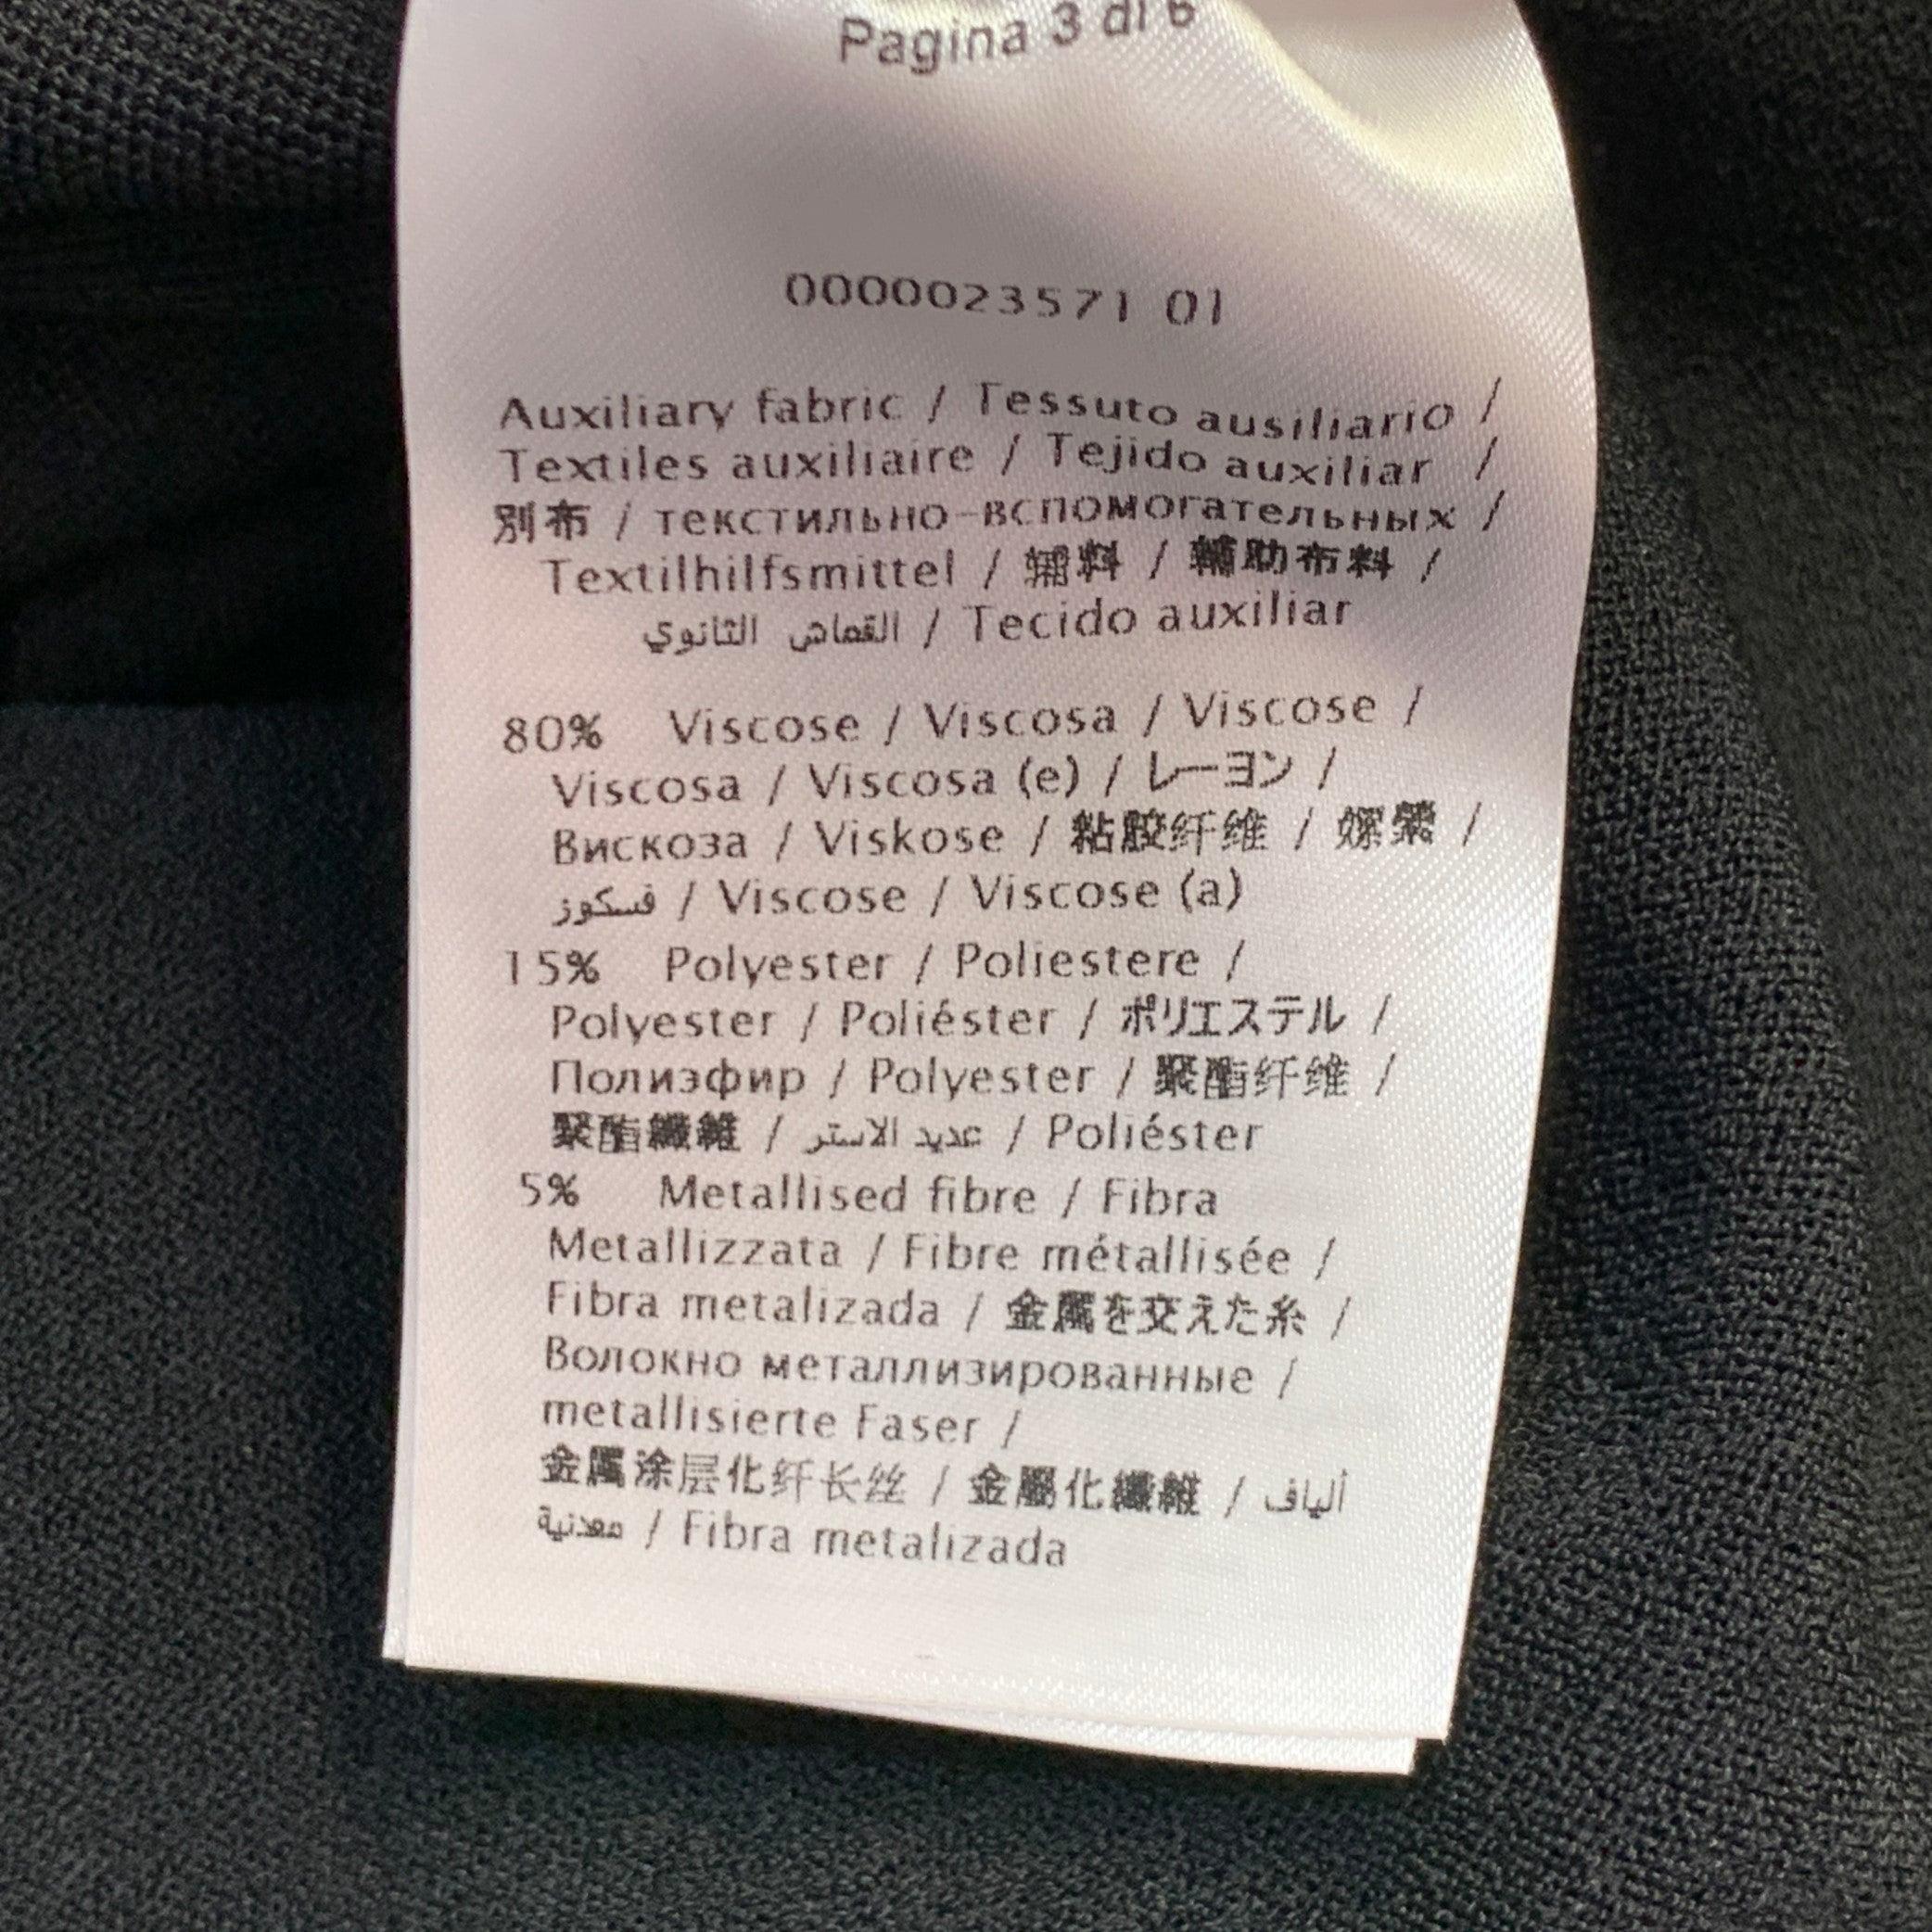 Pagina 3 di 6
0000023571 01
Auxiliary fabric / Tessuto ausiliario /
Textiles auxiliaire / Tejido auxiliar /
別布 / текстильно-вспомогательных /
Textilhilfsmittel / 辅料 / 輔助布料 /
القماش الثانوي / Tecido auxiliar
80% Viscose / Viscosa / Viscose /
Viscosa / Viscosa (e) / レーヨン /
Вискоза / Viskose / 粘胶纤维 / 嫘縈 /
فسكوز / Viscose / Viscose (a)
15% Polyester / Poliestere /
Polyester / Poliéster / ポリエステル /
Полиэфир / Polyester / 聚酯纤维 /
聚酯纖維 / عديد الاستر / Poliéster
5% Metallised fibre / Fibra
Metallizzata / Fibre métallisée /
Fibra metalizada / 金属を交えた糸 /
Волокно металлизированные /
metallisierte Faser /
金属涂层化纤长丝 / 金屬化纖維 / ألياف
معدنية / Fibra metalizada